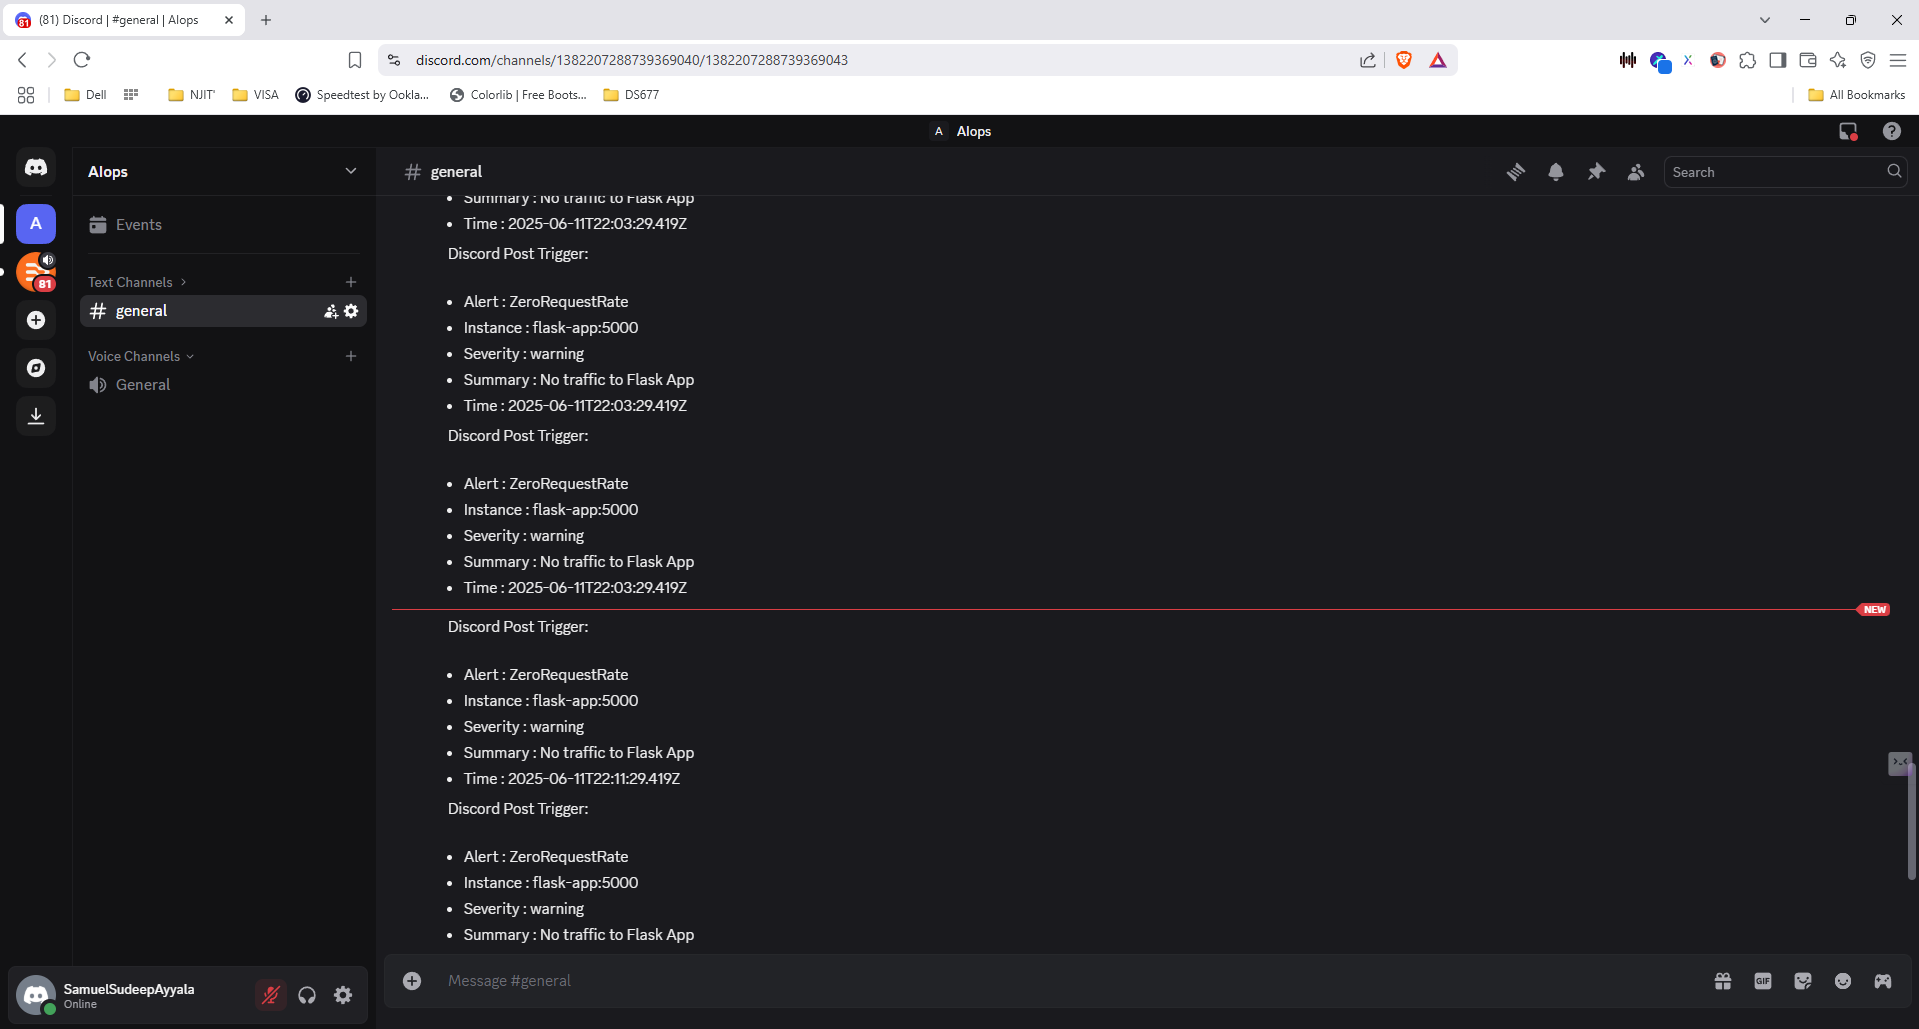 (81) Discord | #general | AIops
discord.com/channels/1382207288739369040/1382207288739369043
Dell
NJIT'
VISA
Speedtest by Ookla...
Colorlib | Free Boots...
DS677
All Bookmarks
A AIops
AIops
Events
Text Channels
general
Voice Channels
General
A
81
SamuelSudeepAyyala
Online
general
Search
• Summary : No traffic to Flask App
• Time : 2025-06-11T22:03:29.419Z
Discord Post Trigger:
• Alert : ZeroRequestRate
• Instance : flask-app:5000
• Severity : warning
• Summary : No traffic to Flask App
• Time : 2025-06-11T22:03:29.419Z
Discord Post Trigger:
• Alert : ZeroRequestRate
• Instance : flask-app:5000
• Severity : warning
• Summary : No traffic to Flask App
• Time : 2025-06-11T22:03:29.419Z
NEW
Discord Post Trigger:
• Alert : ZeroRequestRate
• Instance : flask-app:5000
• Severity : warning
• Summary : No traffic to Flask App
• Time : 2025-06-11T22:11:29.419Z
Discord Post Trigger:
• Alert : ZeroRequestRate
• Instance : flask-app:5000
• Severity : warning
• Summary : No traffic to Flask App
Message #general
GIF